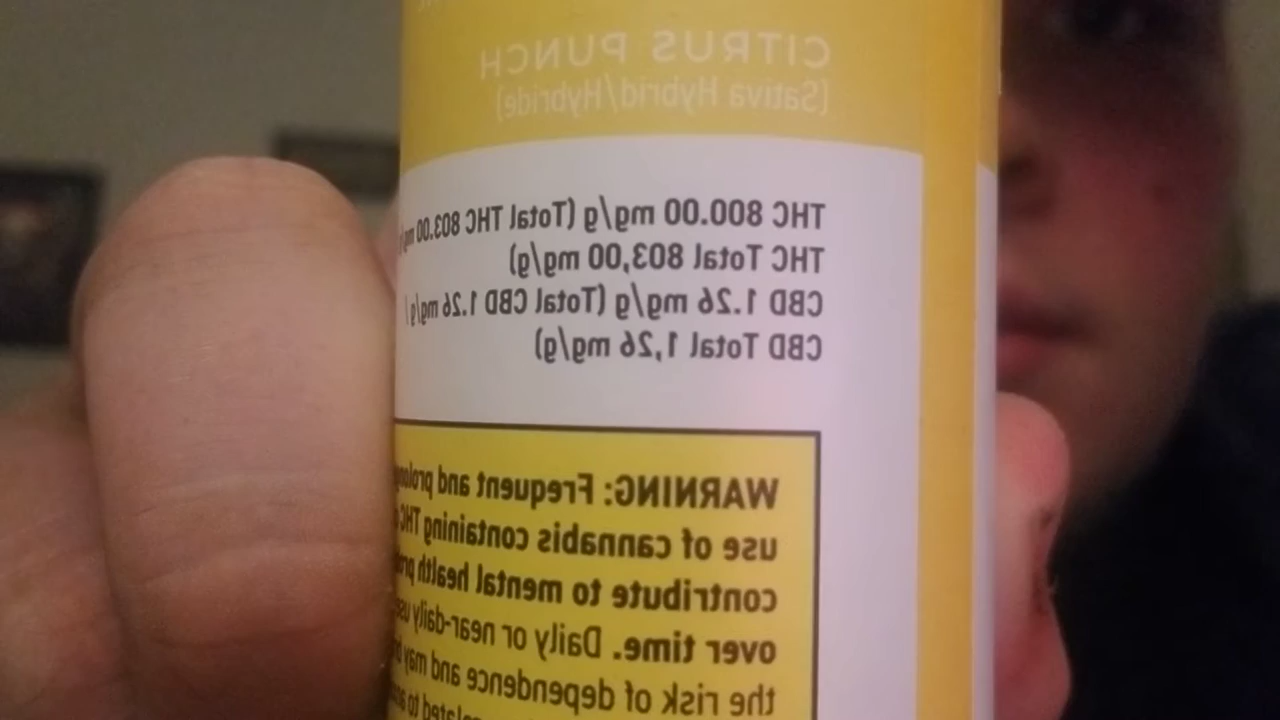 CITRUS PUNCH
(Sativa Hybrid/Hybride)
THC 800.00 mg/g (Total THC 803.00
THC Total 803,00 mg/g)
CBD 1.26 mg/g (Total CBD 1.26 mg/g
CBD Total 1,26 mg/g)
WARNING: Frequent and
use of cannabis containing THC
contribute to mental health
over time. Daily or near-daily
the risk of dependence and may